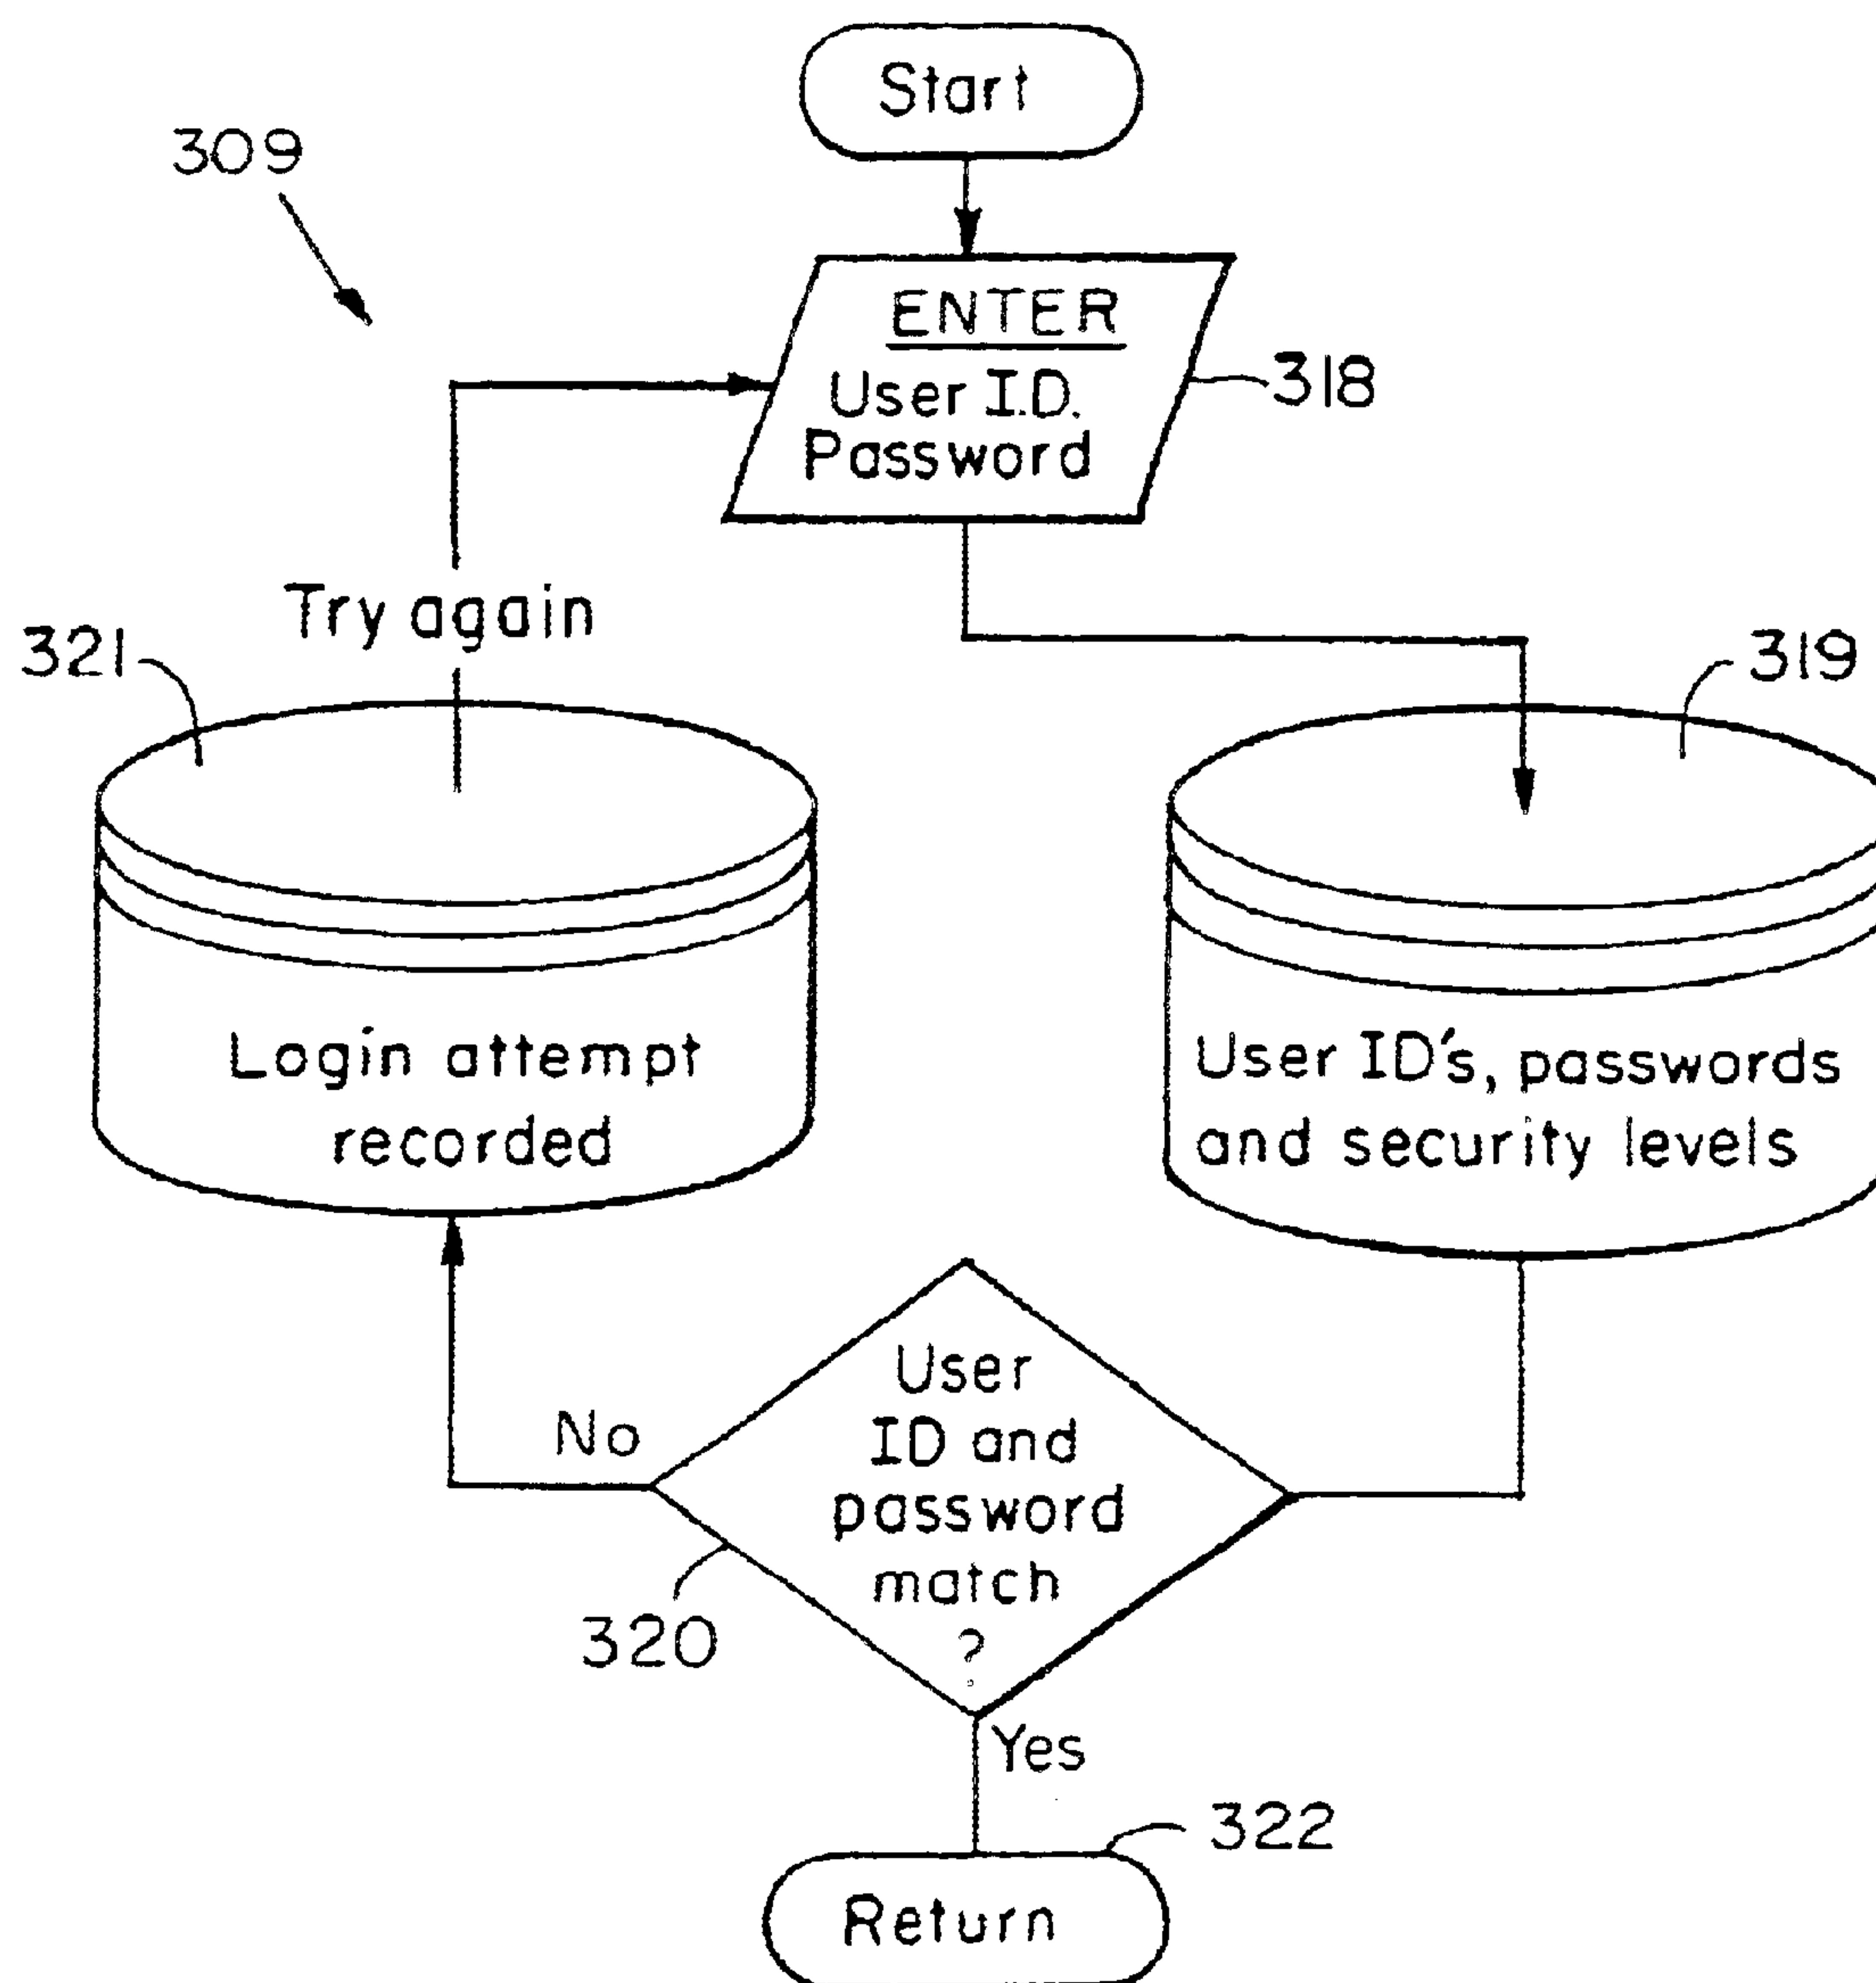 Start
309
ENTER
User I.D.
Password
318
Try again
321
319
Login attempt
recorded
User ID's, passwords
and security levels
User
ID and
password
match
?
No
320
Yes
322
Return